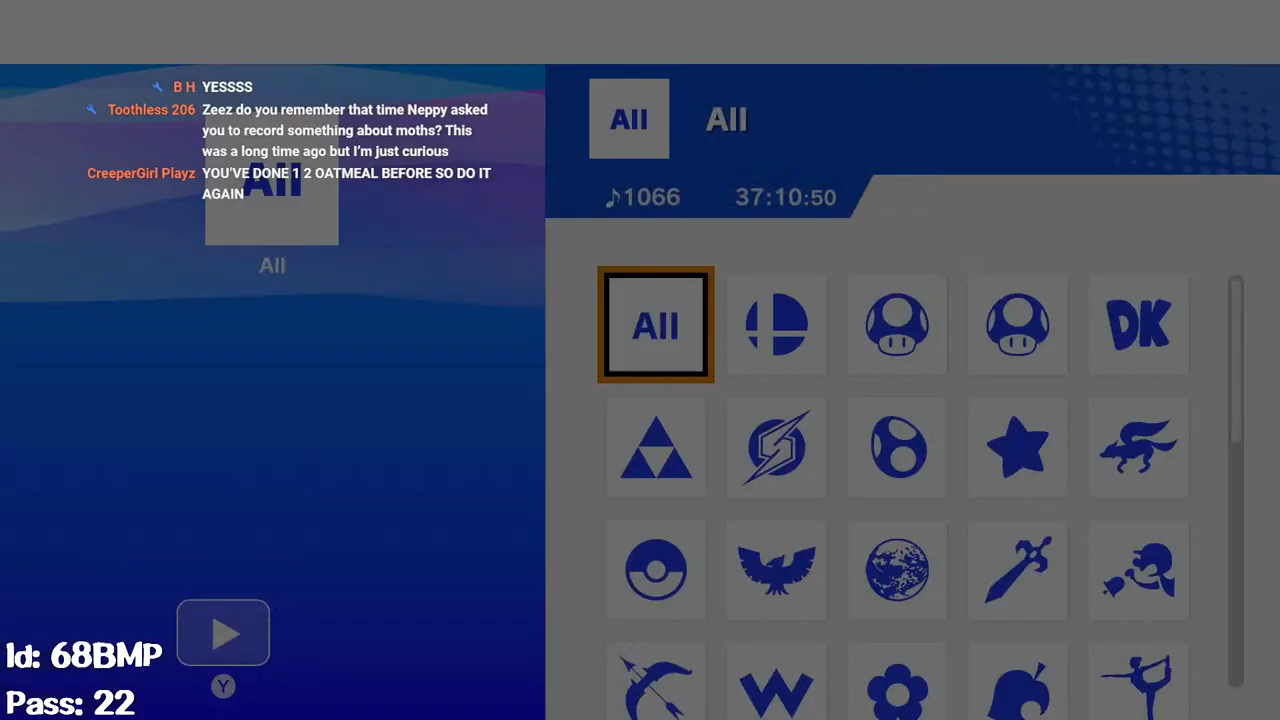 B H YESSSS
Toothless 206 Zeez do you remember that time Neppy asked
you to record something about moths? This
was a long time ago but I’m just curious
CreeperGirl Playz YOU’VE DONE 1 2 OATMEAL BEFORE SO DO IT
AGAIN
All
All
All
All
♪1066 37:10:50
All
DK
W
Id: 68BMP
Pass: 22
Y